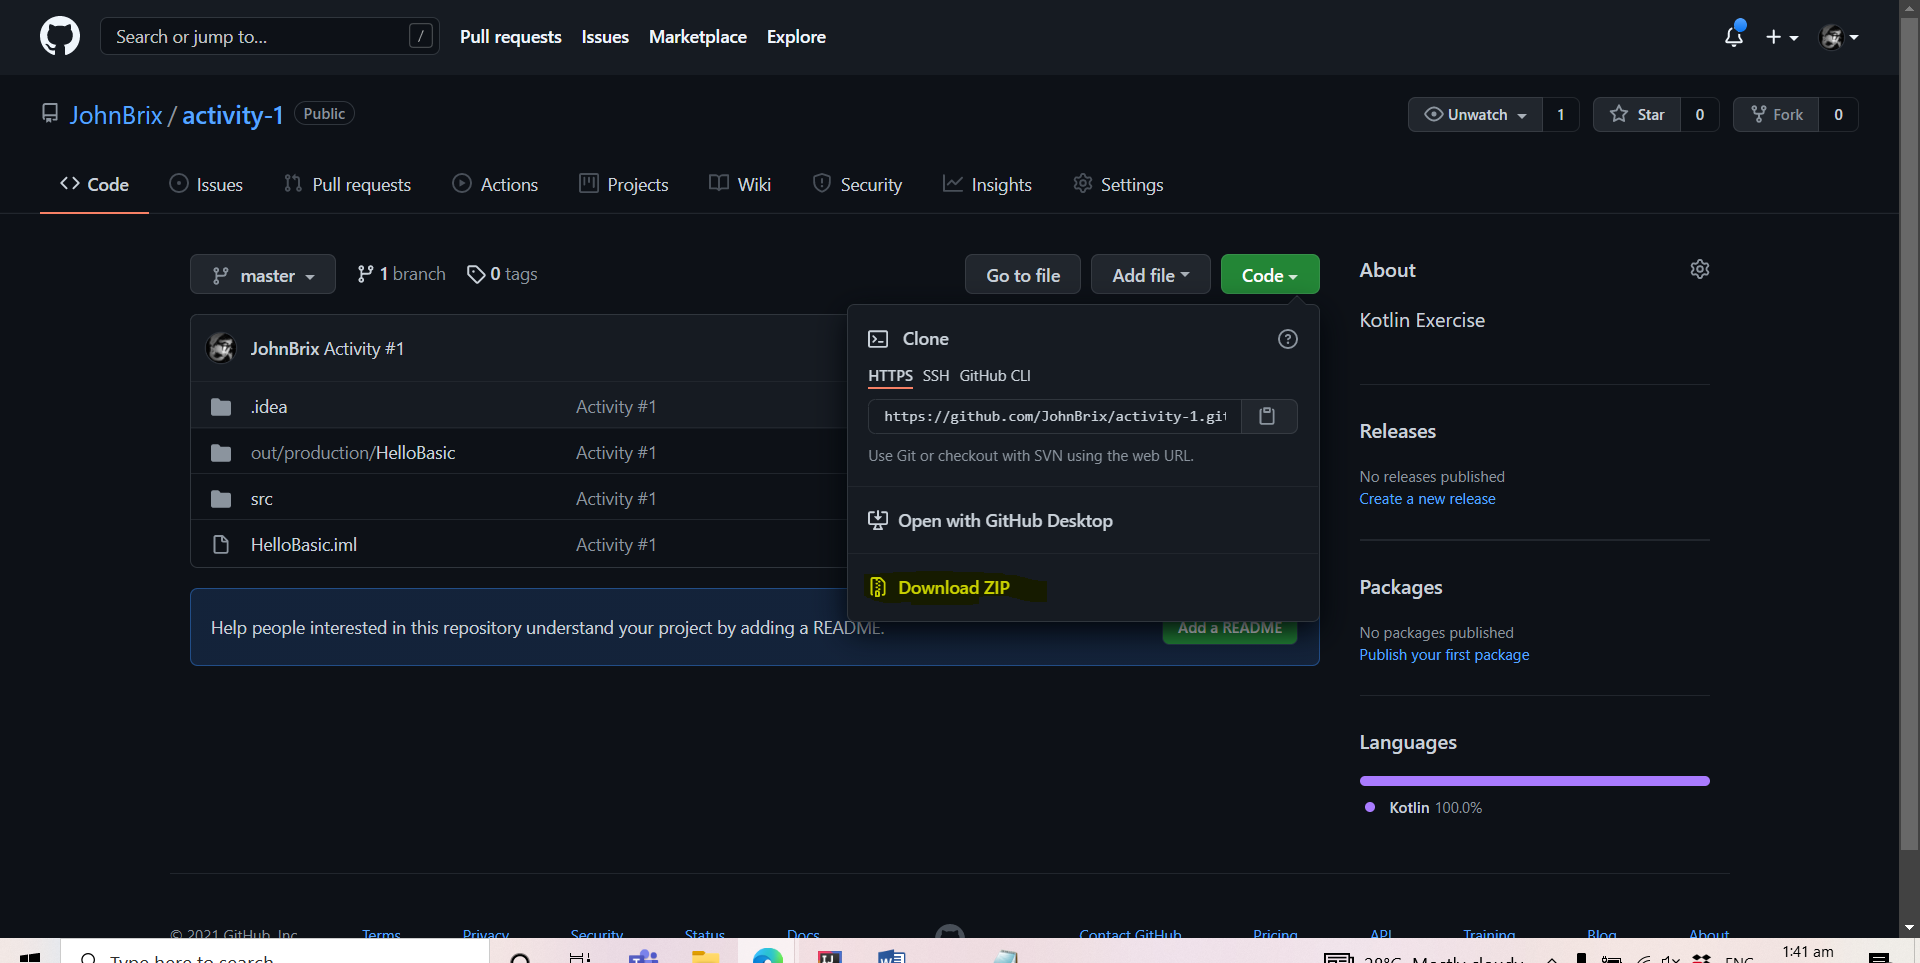 Search or jump to... /
Pull requests Issues Marketplace Explore
JohnBrix / activity-1 Public
Unwatch 1 Star 0 Fork 0
Code Issues Pull requests Actions Projects Wiki Security Insights Settings
master 1 branch 0 tags
Go to file Add file Code
JohnBrix Activity #1
.idea Activity #1
out/production/HelloBasic Activity #1
src Activity #1
HelloBasic.iml Activity #1
Clone
HTTPS SSH GitHub CLI
https://github.com/JohnBrix/activity-1.git
Use Git or checkout with SVN using the web URL.
Open with GitHub Desktop
Download ZIP
Help people interested in this repository understand your project by adding a README.
Add a README
About
Kotlin Exercise
Releases
No releases published
Create a new release
Packages
No packages published
Publish your first package
Languages
Kotlin 100.0%
© 2021 GitHub, Inc. Terms Privacy Security Status Docs Contact GitHub Pricing API Training Blog About
Type here to search
28°C Mostly cloudy ENG 1:41 am